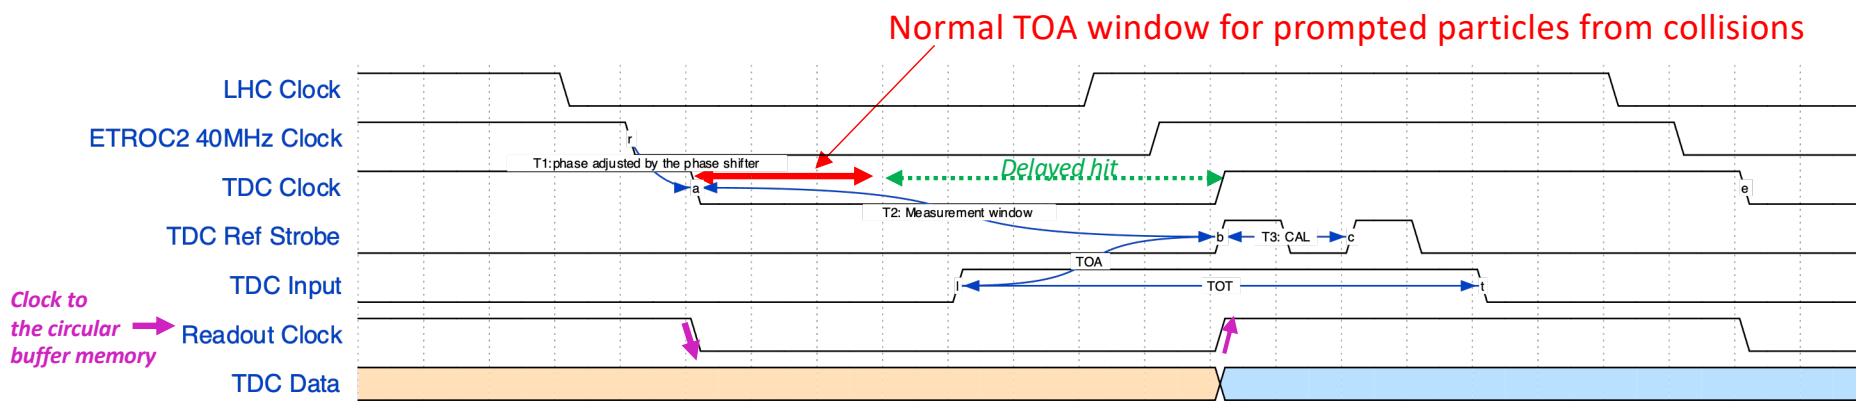 Normal TOA window for prompted particles from collisions
LHC Clock
ETROC2 40MHz Clock
r
T1:phase adjusted by the phase shifter
Delayed hit
TDC Clock
a
e
T2: Measurement window
TDC Ref Strobe
b
T3: CAL
c
TOA
TDC Input
l
TOT
t
Clock to
the circular
buffer memory
Readout Clock
TDC Data